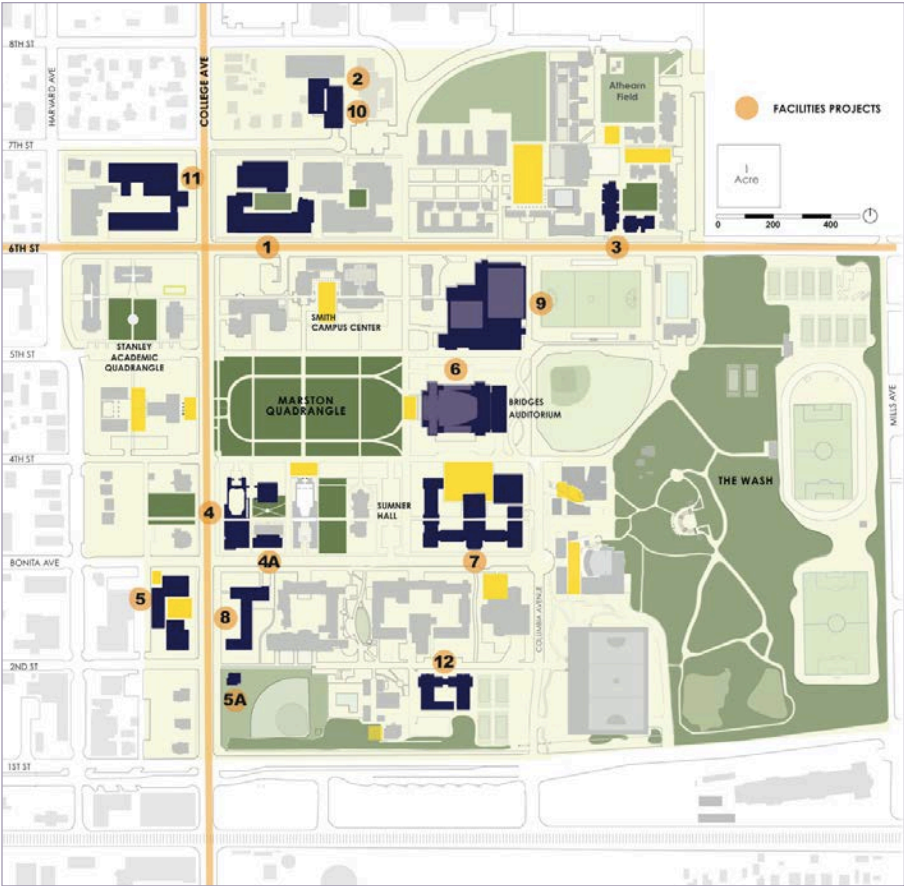 8TH ST
HARVARD AVE
COLLEGE AVE
2
10
Athearn
Field
FACILITIES PROJECTS
7TH ST
11
1
Acre
0 200 400
6TH ST
1
3
SMITH
CAMPUS CENTER
9
STANLEY
ACADEMIC
QUADRANGLE
5TH ST
6
MARSTON
QUADRANGLE
BRIDGES
AUDITORIUM
MILLS AVE
4TH ST
THE WASH
4
SUMNER
HALL
4A
7
BONITA AVE
5
8
COLUMBIA AVENUE
2ND ST
12
5A
1ST ST